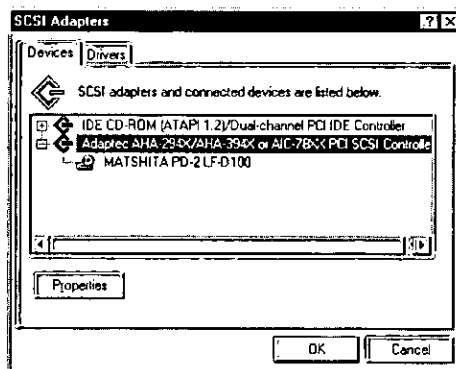 SCSI Adapters
Devices
Drivers
SCSI adapters and connected devices are listed below.
IDE CD-ROM (ATAPI 1.2)/Dual-channel PCI IDE Controller
Adaptec AHA-294X/AHA-394X or AIC-78XX PCI SCSI Controlle
MATSHITA PD-2 LF-D100
Properties
OK
Cancel